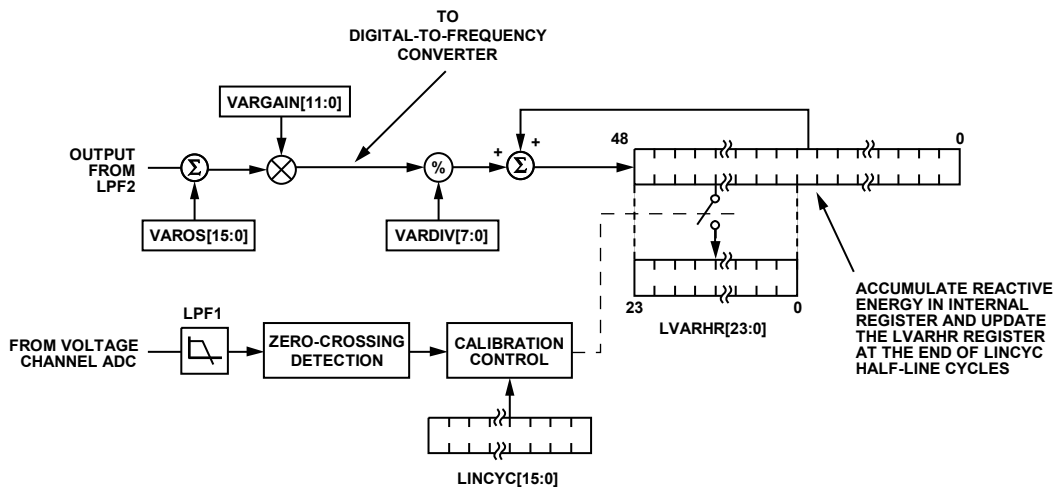 TO
DIGITAL-TO-FREQUENCY
CONVERTER
VARGAIN[11:0]
OUTPUT
FROM
LPF2
Σ
%
+
Σ
+
48
0
VAROS[15:0]
VARDIV[7:0]
23
0
LVARHR[23:0]
ACCUMULATE REACTIVE
ENERGY IN INTERNAL
REGISTER AND UPDATE
THE LVARHR REGISTER
AT THE END OF LINCYC
HALF-LINE CYCLES
FROM VOLTAGE
CHANNEL ADC
LPF1
ZERO-CROSSING
DETECTION
CALIBRATION
CONTROL
LINCYC[15:0]